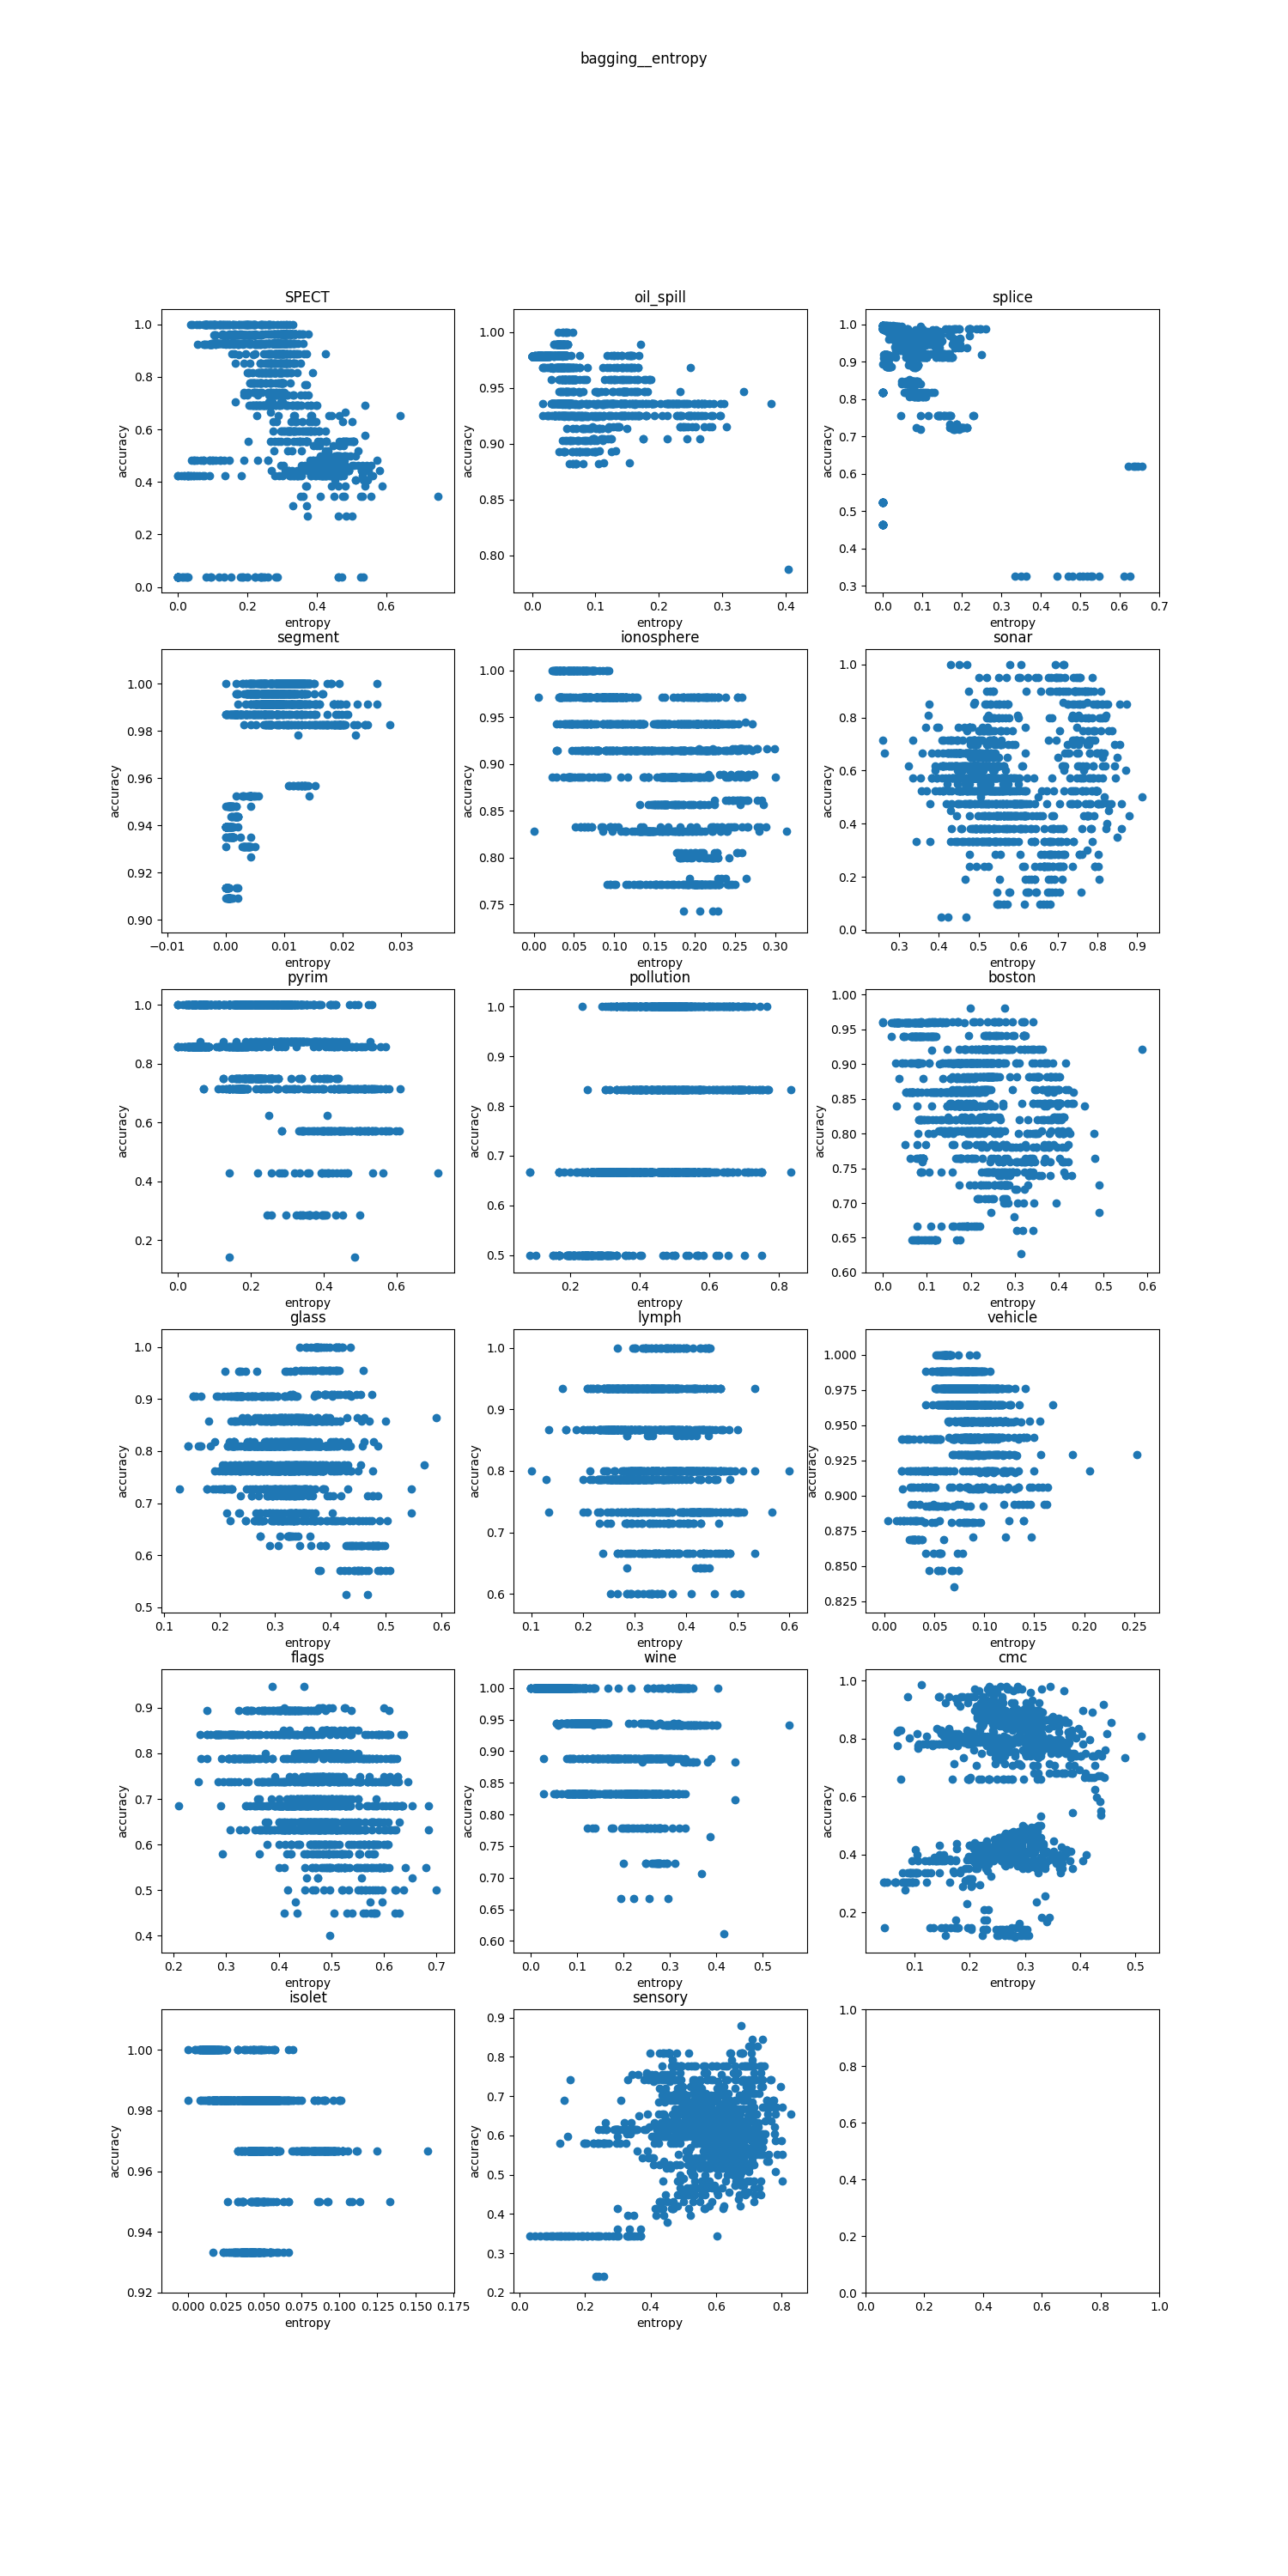 bagging__entropy
SPECT
oil_spill
splice
1.0
0.8
0.6
0.4
0.2
0.0
accuracy
0.0 0.2 0.4 0.6
entropy
1.00
0.95
0.90
0.85
0.80
accuracy
0.0 0.1 0.2 0.3 0.4
entropy
1.0
0.9
0.8
0.7
0.6
0.5
0.4
0.3
accuracy
0.0 0.1 0.2 0.3 0.4 0.5 0.6 0.7
entropy
segment
ionosphere
sonar
1.00
0.98
0.96
0.94
0.92
0.90
accuracy
−0.01 0.00 0.01 0.02 0.03
entropy
1.00
0.95
0.90
0.85
0.80
0.75
accuracy
0.00 0.05 0.10 0.15 0.20 0.25 0.30
entropy
1.0
0.8
0.6
0.4
0.2
0.0
accuracy
0.3 0.4 0.5 0.6 0.7 0.8 0.9
entropy
pyrim
pollution
boston
1.0
0.8
0.6
0.4
0.2
accuracy
0.0 0.2 0.4 0.6
entropy
1.0
0.9
0.8
0.7
0.6
0.5
accuracy
0.2 0.4 0.6 0.8
entropy
1.00
0.95
0.90
0.85
0.80
0.75
0.70
0.65
0.60
accuracy
0.0 0.1 0.2 0.3 0.4 0.5 0.6
entropy
glass
lymph
vehicle
1.0
0.9
0.8
0.7
0.6
0.5
accuracy
0.1 0.2 0.3 0.4 0.5 0.6
entropy
1.0
0.9
0.8
0.7
0.6
accuracy
0.1 0.2 0.3 0.4 0.5 0.6
entropy
1.000
0.975
0.950
0.925
0.900
0.875
0.850
0.825
accuracy
0.00 0.05 0.10 0.15 0.20 0.25
entropy
flags
wine
cmc
0.9
0.8
0.7
0.6
0.5
0.4
accuracy
0.2 0.3 0.4 0.5 0.6 0.7
entropy
1.00
0.95
0.90
0.85
0.80
0.75
0.70
0.65
0.60
accuracy
0.0 0.1 0.2 0.3 0.4 0.5
entropy
1.0
0.8
0.6
0.4
0.2
accuracy
0.1 0.2 0.3 0.4 0.5
entropy
isolet
sensory
1.00
0.98
0.96
0.94
0.92
accuracy
0.000 0.025 0.050 0.075 0.100 0.125 0.150 0.175
entropy
0.9
0.8
0.7
0.6
0.5
0.4
0.3
0.2
accuracy
0.0 0.2 0.4 0.6 0.8
entropy
1.0
0.8
0.6
0.4
0.2
0.0
0.0 0.2 0.4 0.6 0.8 1.0